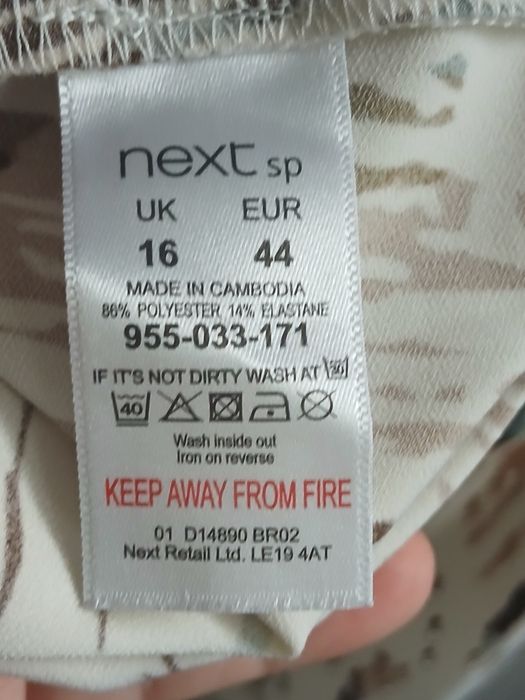 next sp
UK EUR
16 44
MADE IN CAMBODIA
86% POLYESTER 14% ELASTANE
955-033-171
IF IT'S NOT DIRTY WASH AT 30
40
Wash inside out
Iron on reverse
KEEP AWAY FROM FIRE
01 D14890 BR02
Next Retail Ltd. LE19 4AT